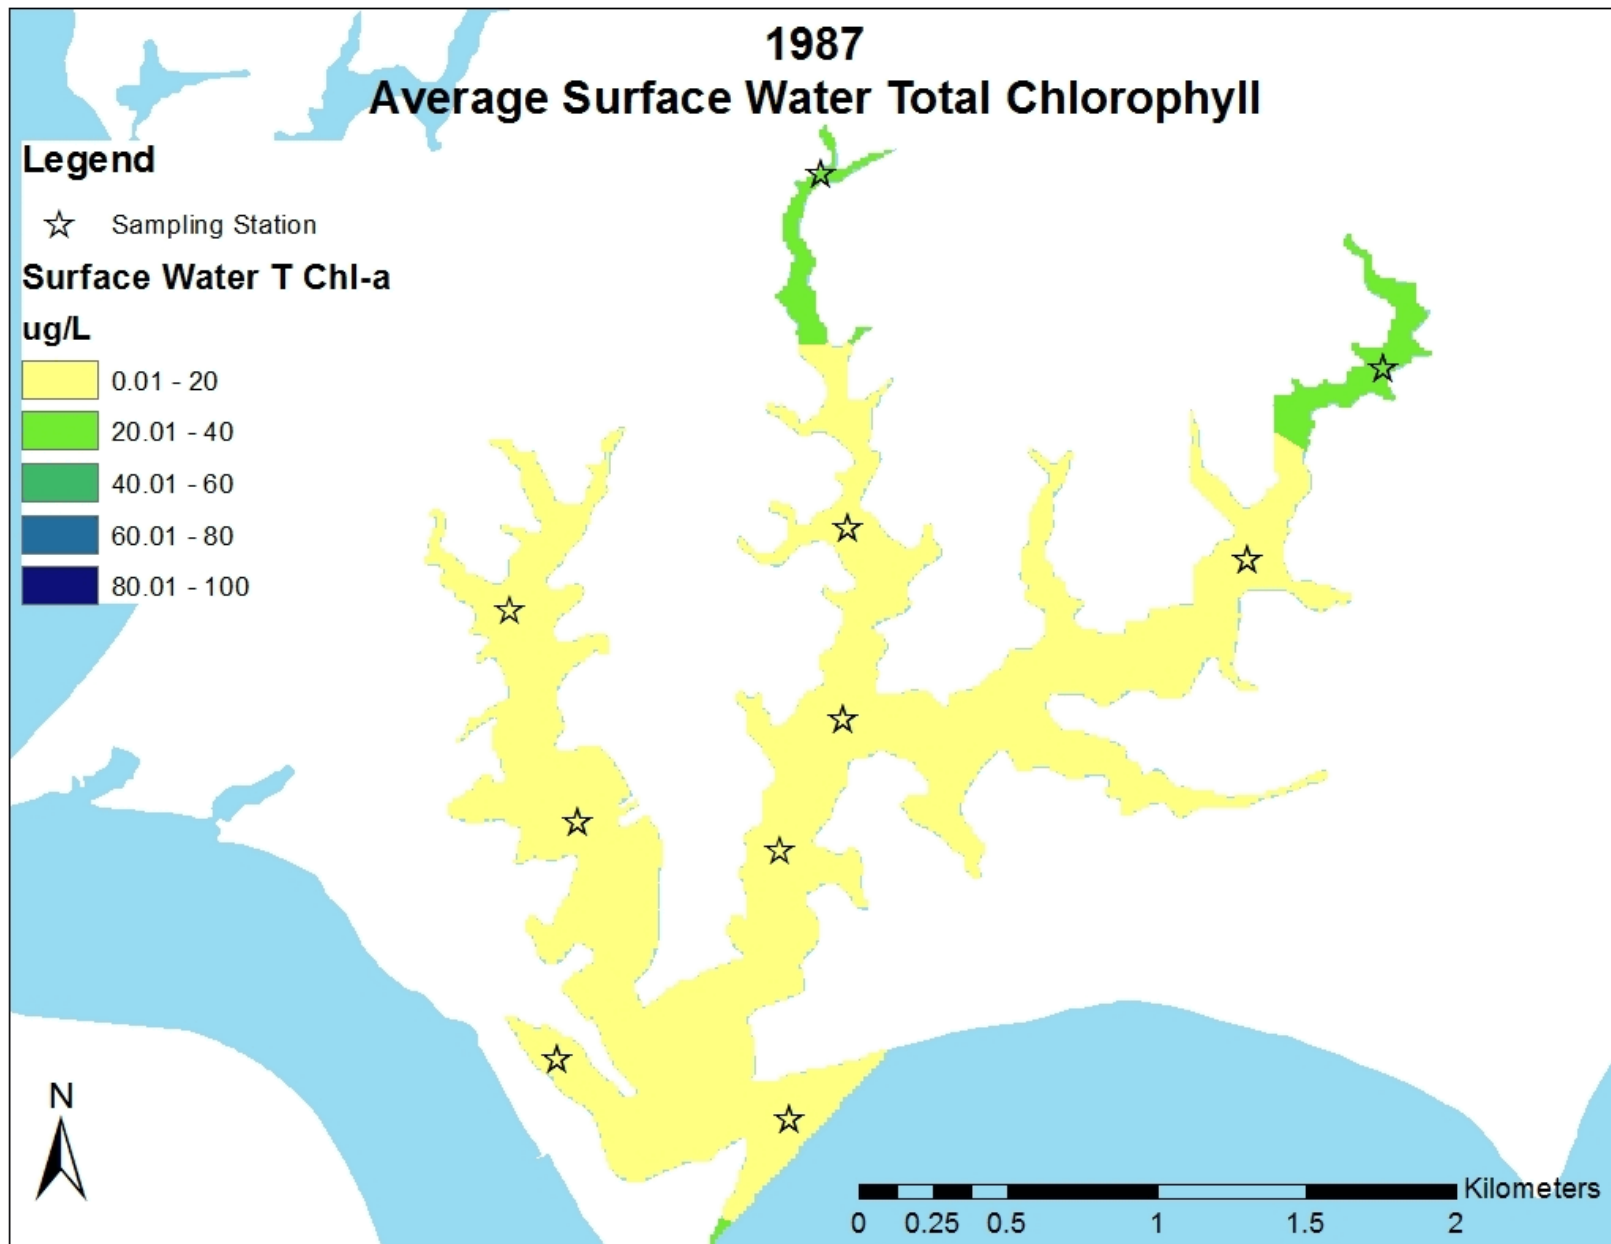 1987
Average Surface Water Total Chlorophyll
Legend
Sampling Station
Surface Water T Chl-a
ug/L
0.01 - 20
20.01 - 40
40.01 - 60
60.01 - 80
80.01 - 100
N
Kilometers
0 0.25 0.5 1 1.5 2